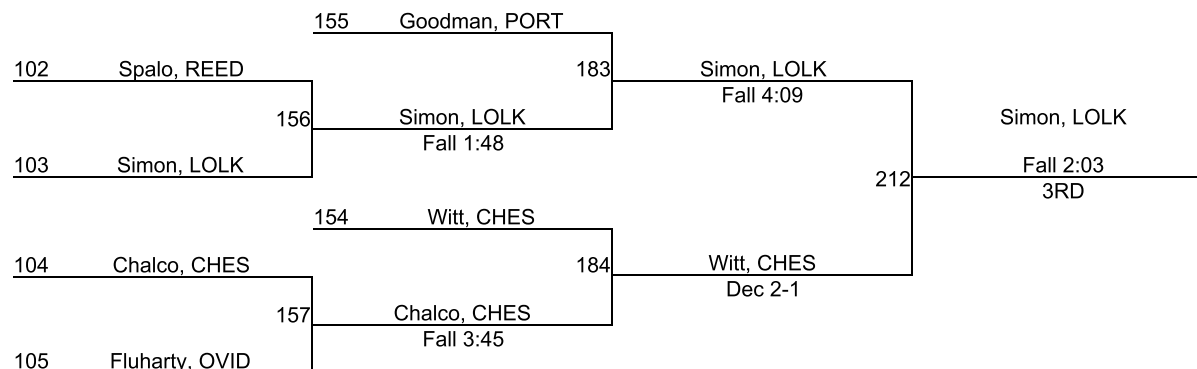 155 Goodman, PORT
102 Spalo, REED
183 Simon, LOLK
Fall 4:09
156 Simon, LOLK
Fall 1:48
Simon, LOLK
103 Simon, LOLK
Fall 2:03
212
3RD
154 Witt, CHES
104 Chalco, CHES
184 Witt, CHES
Dec 2-1
157 Chalco, CHES
Fall 3:45
105 Fluharty, OVID